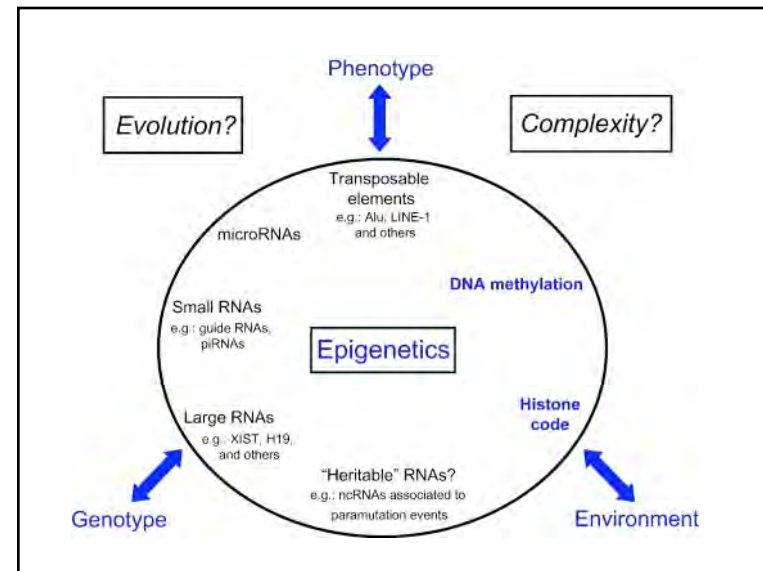 Phenotype
Evolution?
Complexity?
Transposable
elements
e.g.: Alu, LINE-1
and others
microRNAs
DNA methylation
Small RNAs
e.g.: guide RNAs,
piRNAs
Epigenetics
Histone
code
Large RNAs
e.g.: XIST, H19,
and others
"Heritable" RNAs?
e.g.: ncRNAs associated to
paramutation events
Genotype
Environment